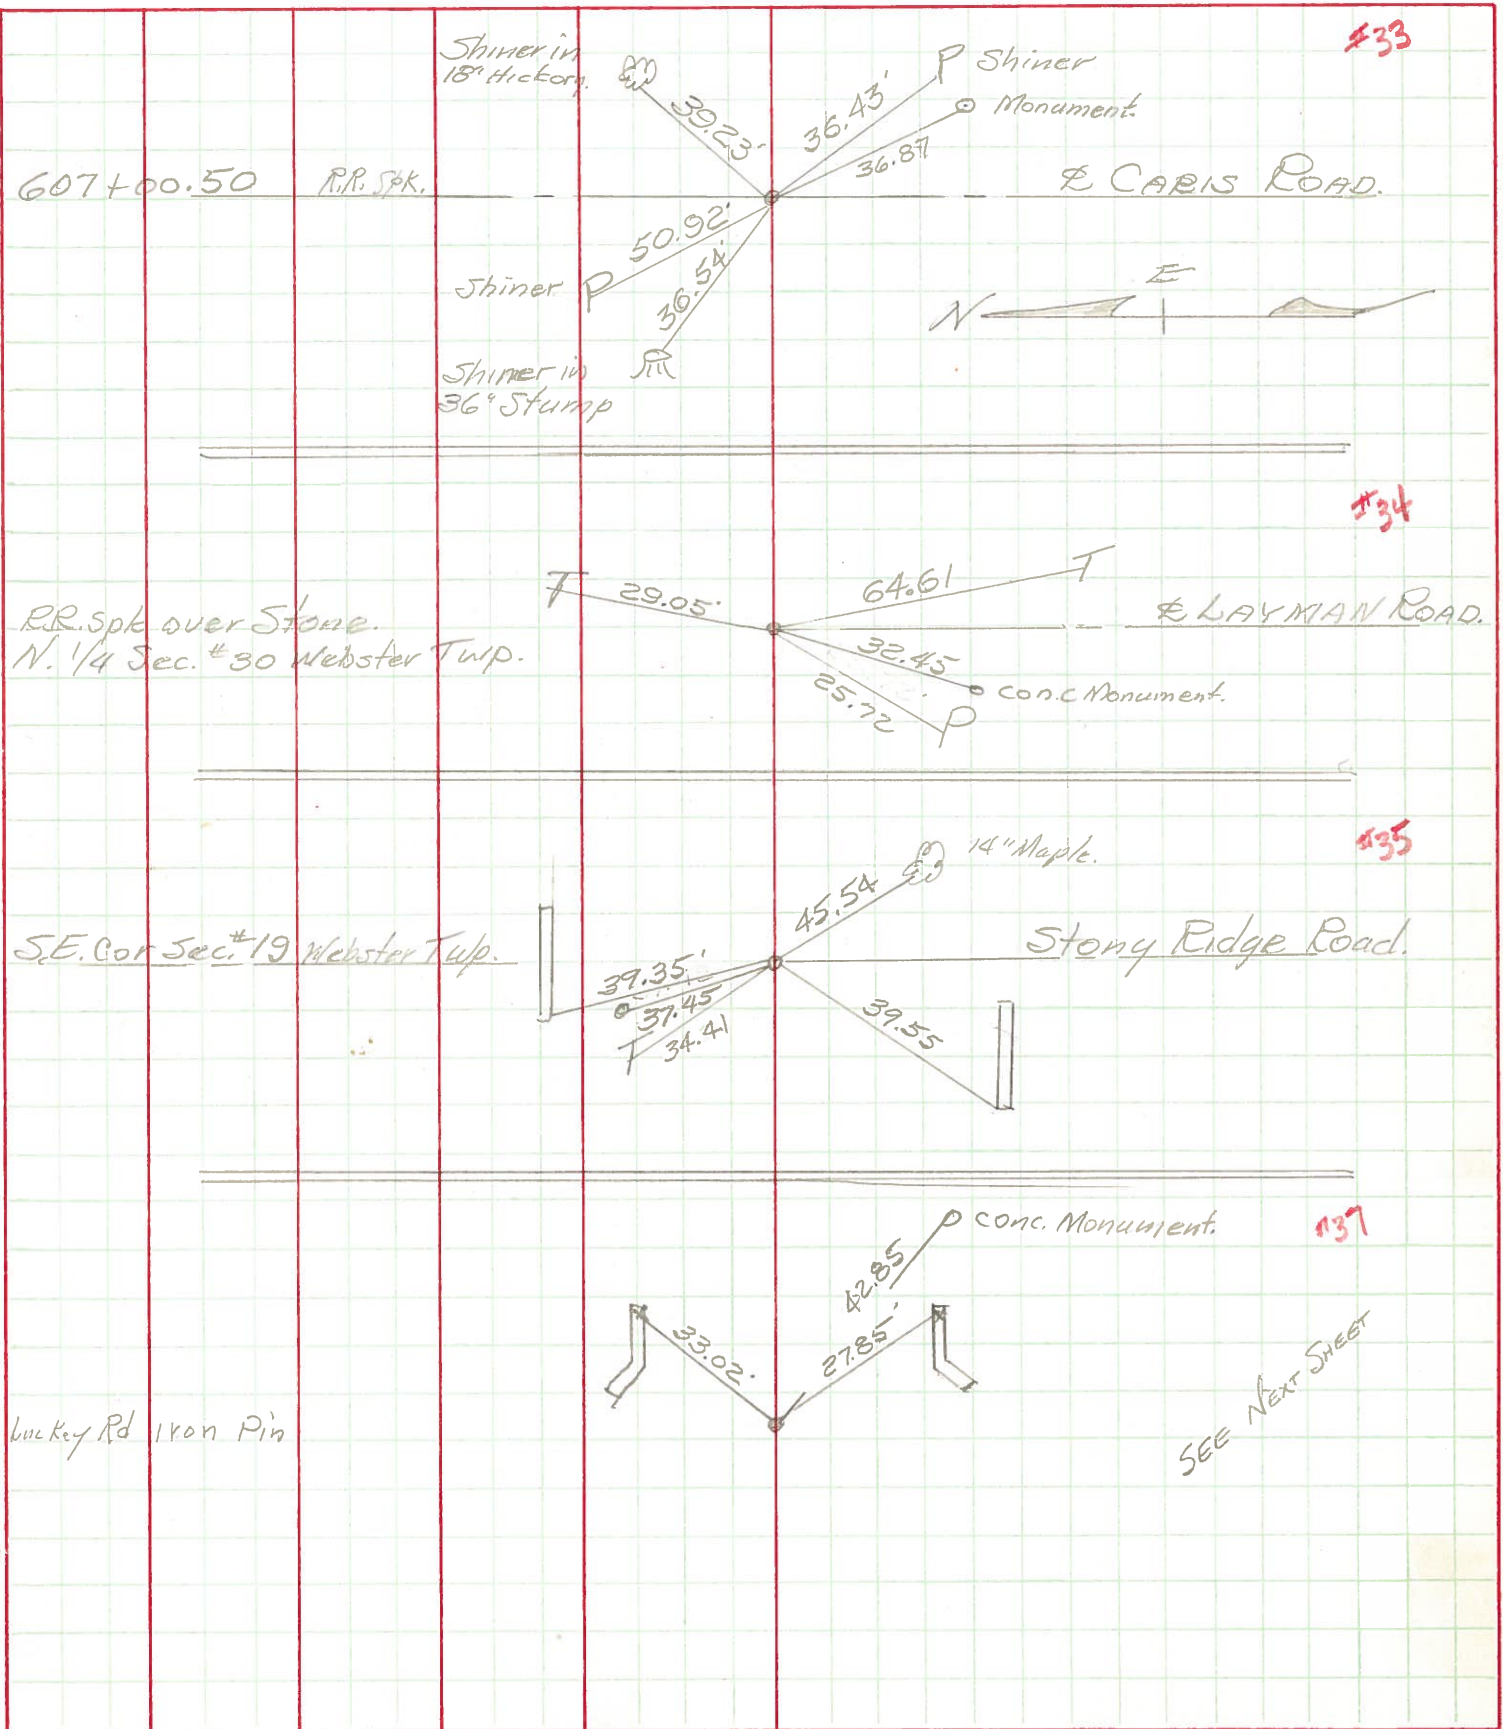 #33
Shiner in
18" Hickory.
P Shiner
39.23'
36.43'
Monument.
36.87
607+00.50 R.R. Spk.
℄ CARIS ROAD.
50.92'
Shiner P
36.54'
E
N
Shiner in
36" Stump
#34
T
29.05'
64.61
T
R.R. spk over Stone.
℄ LAYMAN ROAD.
N. 1/4 Sec. #30 Webster Twp.
32.45
conc Monument.
25.72
P
#35
14" Maple.
45.54
S.E. Cor Sec. #19 Webster Twp.
Stony Ridge Road.
39.35'
37.45
34.41
T
39.55
#37
P conc. Monument.
42.85'
33.02'
27.85
SEE NEXT SHEET
Luckey Rd Iron Pin